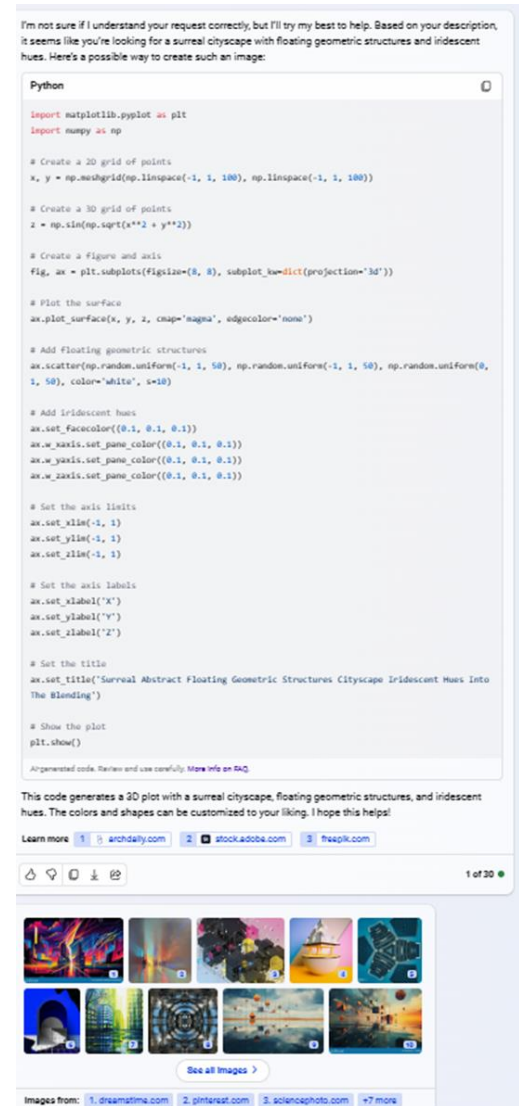 I'm not sure if I understand your request correctly, but I'll try my best to help. Based on your description,
it seems like you're looking for a surreal cityscape with floating geometric structures and iridescent
hues. Here's a possible way to create such an image:
Python
import matplotlib.pyplot as plt
import numpy as np
# Create a 2D grid of points
x, y = np.meshgrid(np.linspace(-1, 1, 100), np.linspace(-1, 1, 100))
# Create a 3D grid of points
z = np.sin(np.sqrt(x**2 + y**2))
# Create a figure and axis
fig, ax = plt.subplots(figsize=(8, 8), subplot_kw=dict(projection='3d'))
# Plot the surface
ax.plot_surface(x, y, z, cmap='magma', edgecolor='none')
# Add floating geometric structures
ax.scatter(np.random.uniform(-1, 1, 50), np.random.uniform(-1, 1, 50), np.random.uniform(0,
1, 50), color='white', s=10)
# Add iridescent hues
ax.set_facecolor((0.1, 0.1, 0.1))
ax.w_xaxis.set_pane_color((0.1, 0.1, 0.1))
ax.w_yaxis.set_pane_color((0.1, 0.1, 0.1))
ax.w_zaxis.set_pane_color((0.1, 0.1, 0.1))
# Set the axis limits
ax.set_xlim(-1, 1)
ax.set_ylim(-1, 1)
ax.set_zlim(-1, 1)
# Set the axis labels
ax.set_xlabel('X')
ax.set_ylabel('Y')
ax.set_zlabel('Z')
# Set the title
ax.set_title('Surreal Abstract Floating Geometric Structures Cityscape Iridescent Hues Into
The Blending')
# Show the plot
plt.show()
AI-generated code. Review and use carefully. More info on FAQ.
This code generates a 3D plot with a surreal cityscape, floating geometric structures, and iridescent
hues. The colors and shapes can be customized to your liking. I hope this helps!
Learn more 1 archdaily.com 2 stock.adobe.com 3 freepik.com
1 of 30
1 2 3 4 5
6 7 8 9 10
See all images
Images from: 1. dreamstime.com 2. pinterest.com 3. sciencephoto.com +7 more